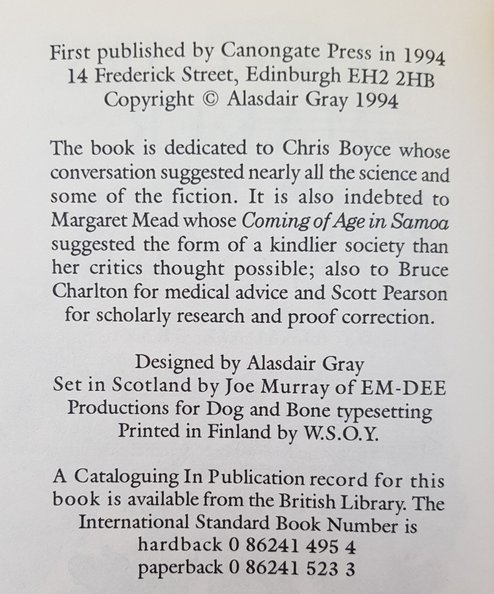 First published by Canongate Press in 1994
14 Frederick Street, Edinburgh EH2 2HB
Copyright © Alasdair Gray 1994
The book is dedicated to Chris Boyce whose
conversation suggested nearly all the science and
some of the fiction. It is also indebted to
Margaret Mead whose Coming of Age in Samoa
suggested the form of a kindlier society than
her critics thought possible; also to Bruce
Charlton for medical advice and Scott Pearson
for scholarly research and proof correction.
Designed by Alasdair Gray
Set in Scotland by Joe Murray of EM-DEE
Productions for Dog and Bone typesetting
Printed in Finland by W.S.O.Y.
A Cataloguing In Publication record for this
book is available from the British Library. The
International Standard Book Number is
hardback 0 86241 495 4
paperback 0 86241 523 3